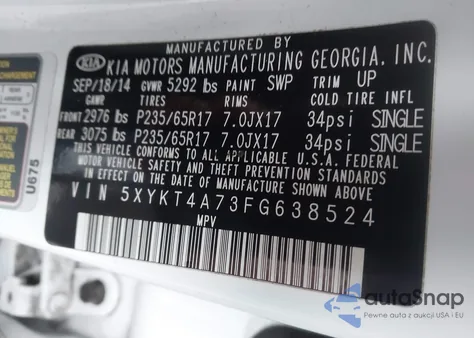 MANUFACTURED BY
KIA KIA MOTORS MANUFACTURING GEORGIA, INC.
SEP/18/14 GVWR 5292 lbs PAINT SWP TRIM UP
GAWR TIRES RIMS COLD TIRE INFL
FRONT 2976 lbs P235/65R17 7.0JX17 34psi SINGLE
REAR 3075 lbs P235/65R17 7.0JX17 34psi SINGLE
THIS VEHICLE CONFORMS TO ALL APPLICABLE U.S.A. FEDERAL
MOTOR VEHICLE SAFETY AND THEFT PREVENTION STANDARDS
IN EFFECT ON THE DATE OF MANUFACTURE SHOWN ABOVE.
VIN 5XYKT4A73FG638524
MPV
U675
autoSnap
Pewne auta z aukcji USA i EU